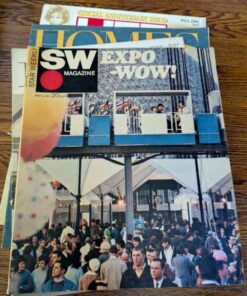 SPECIAL ANNIVERSARY ISSUE
HOMES
STAR WEEKLY
SW
MAGAZINE
EXPO
-WOW!